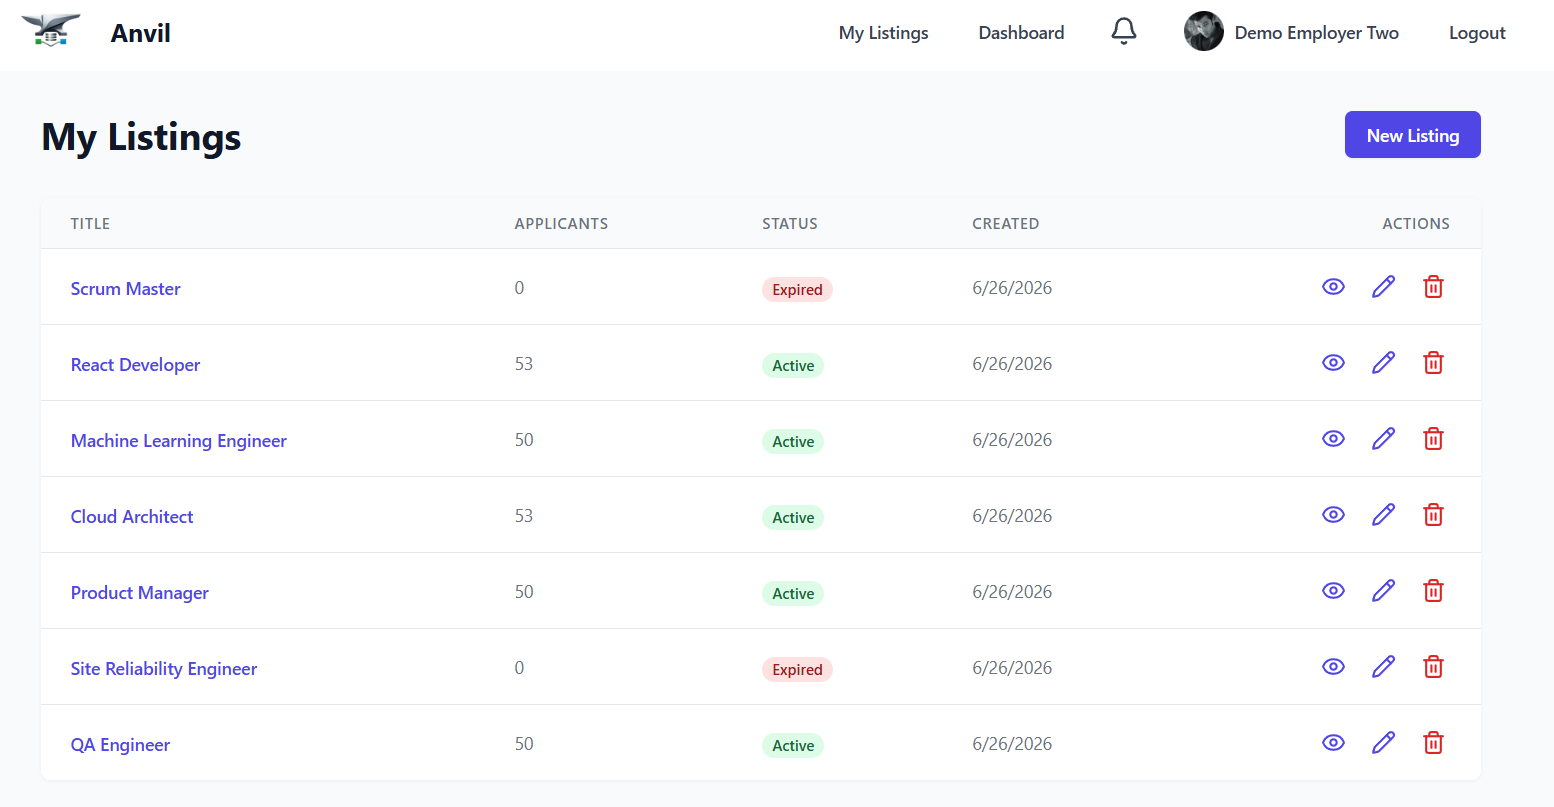 Anvil My Listings Dashboard Demo Employer Two Logout
My Listings New Listing
TITLE APPLICANTS STATUS CREATED ACTIONS
Scrum Master 0 Expired 6/26/2026
React Developer 53 Active 6/26/2026
Machine Learning Engineer 50 Active 6/26/2026
Cloud Architect 53 Active 6/26/2026
Product Manager 50 Active 6/26/2026
Site Reliability Engineer 0 Expired 6/26/2026
QA Engineer 50 Active 6/26/2026